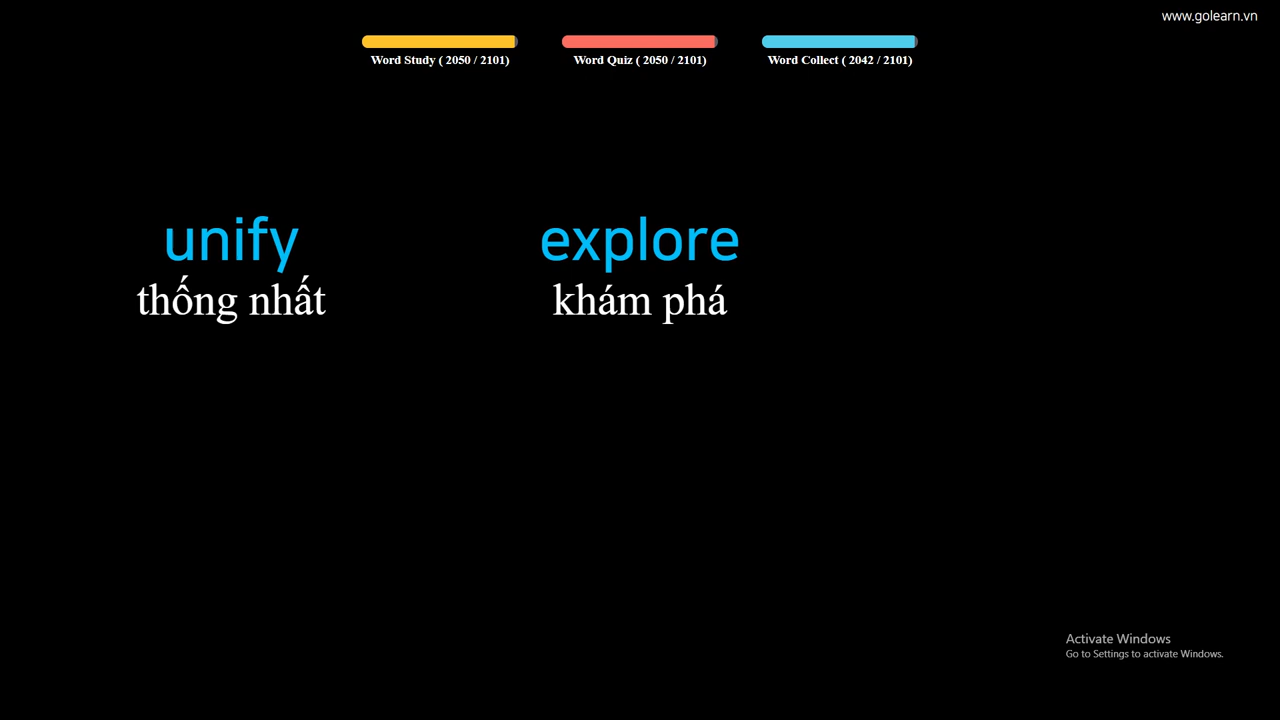 www.golearn.vn
Word Study ( 2050 / 2101) Word Quiz ( 2050 / 2101) Word Collect ( 2042 / 2101)
unify explore
thống nhất khám phá
Activate Windows
Go to Settings to activate Windows.